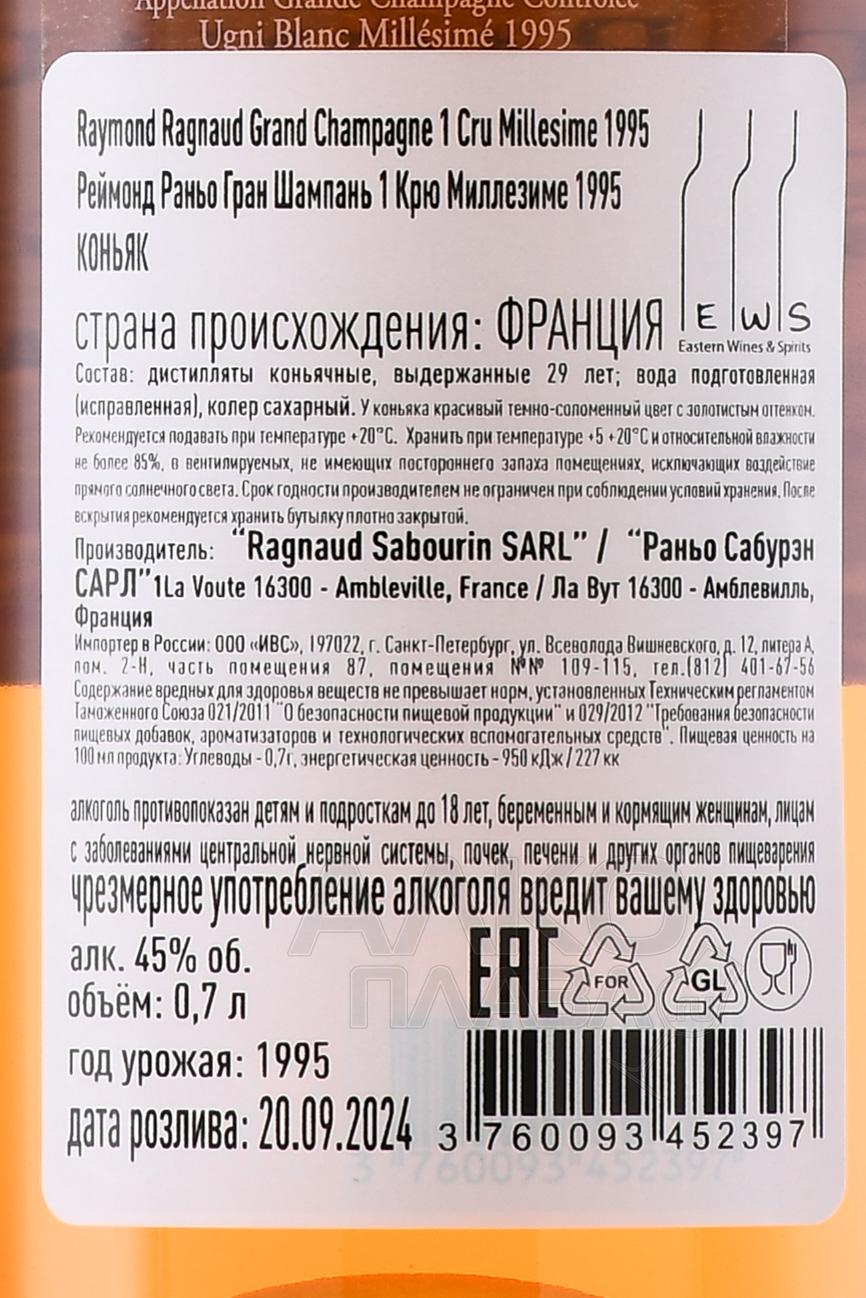 Appellation Grande Champagne Contrôlée
Ugni Blanc Millésimé 1995
Raymond Ragnaud Grand Champagne 1 Cru Millesime 1995
Реймонд Раньо Гран Шампань 1 Крю Миллезиме 1995
КОНЬЯК
страна происхождения: ФРАНЦИЯ
E W S
Eastern Wines & Spirits
Состав: дистилляты коньячные, выдержанные 29 лет; вода подготовленная
(исправленная), колер сахарный. У коньяка красивый темно-соломенный цвет с золотистым оттенком.
Рекомендуется подавать при температуре +20°С. Хранить при температуре +5 +20°С и относительной влажности
не более 85%, в вентилируемых, не имеющих постороннего запаха помещениях, исключающих воздействие
прямого солнечного света. Срок годности производителем не ограничен при соблюдении условий хранения. После
вскрытия рекомендуется хранить бутылку плотно закрытой.
Производитель: "Ragnaud Sabourin SARL" / "Раньо Сабурэн
САРЛ"1La Voute 16300 - Ambleville, France / Ла Вут 16300 - Амблевилль,
Франция
Импортер в России: ООО «ИВС», 197022, г. Санкт-Петербург, ул. Всеволода Вишневского, д. 12, литера А,
пом. 2-Н, часть помещения 87, помещения №№ 109-115, тел.(812) 401-67-56
Содержание вредных для здоровья веществ не превышает норм, установленных Техническим регламентом
Таможенного Союза 021/2011 "О безопасности пищевой продукции" и 029/2012 "Требования безопасности
пищевых добавок, ароматизаторов и технологических вспомогательных средств". Пищевая ценность на
100 мл продукта: Углеводы - 0,7г, энергетическая ценность - 950 кДж / 227 кк
алкоголь противопоказан детям и подросткам до 18 лет, беременным и кормящим женщинам, лицам
с заболеваниями центральной нервной системы, почек, печени и других органов пищеварения
чрезмерное употребление алкоголя вредит вашему здоровью
алк. 45% об.
объём: 0,7 л
год урожая: 1995
дата розлива: 20.09.2024
EAC
FOR
GL
3 760093 452397
АЛКО
ПЛАЗА